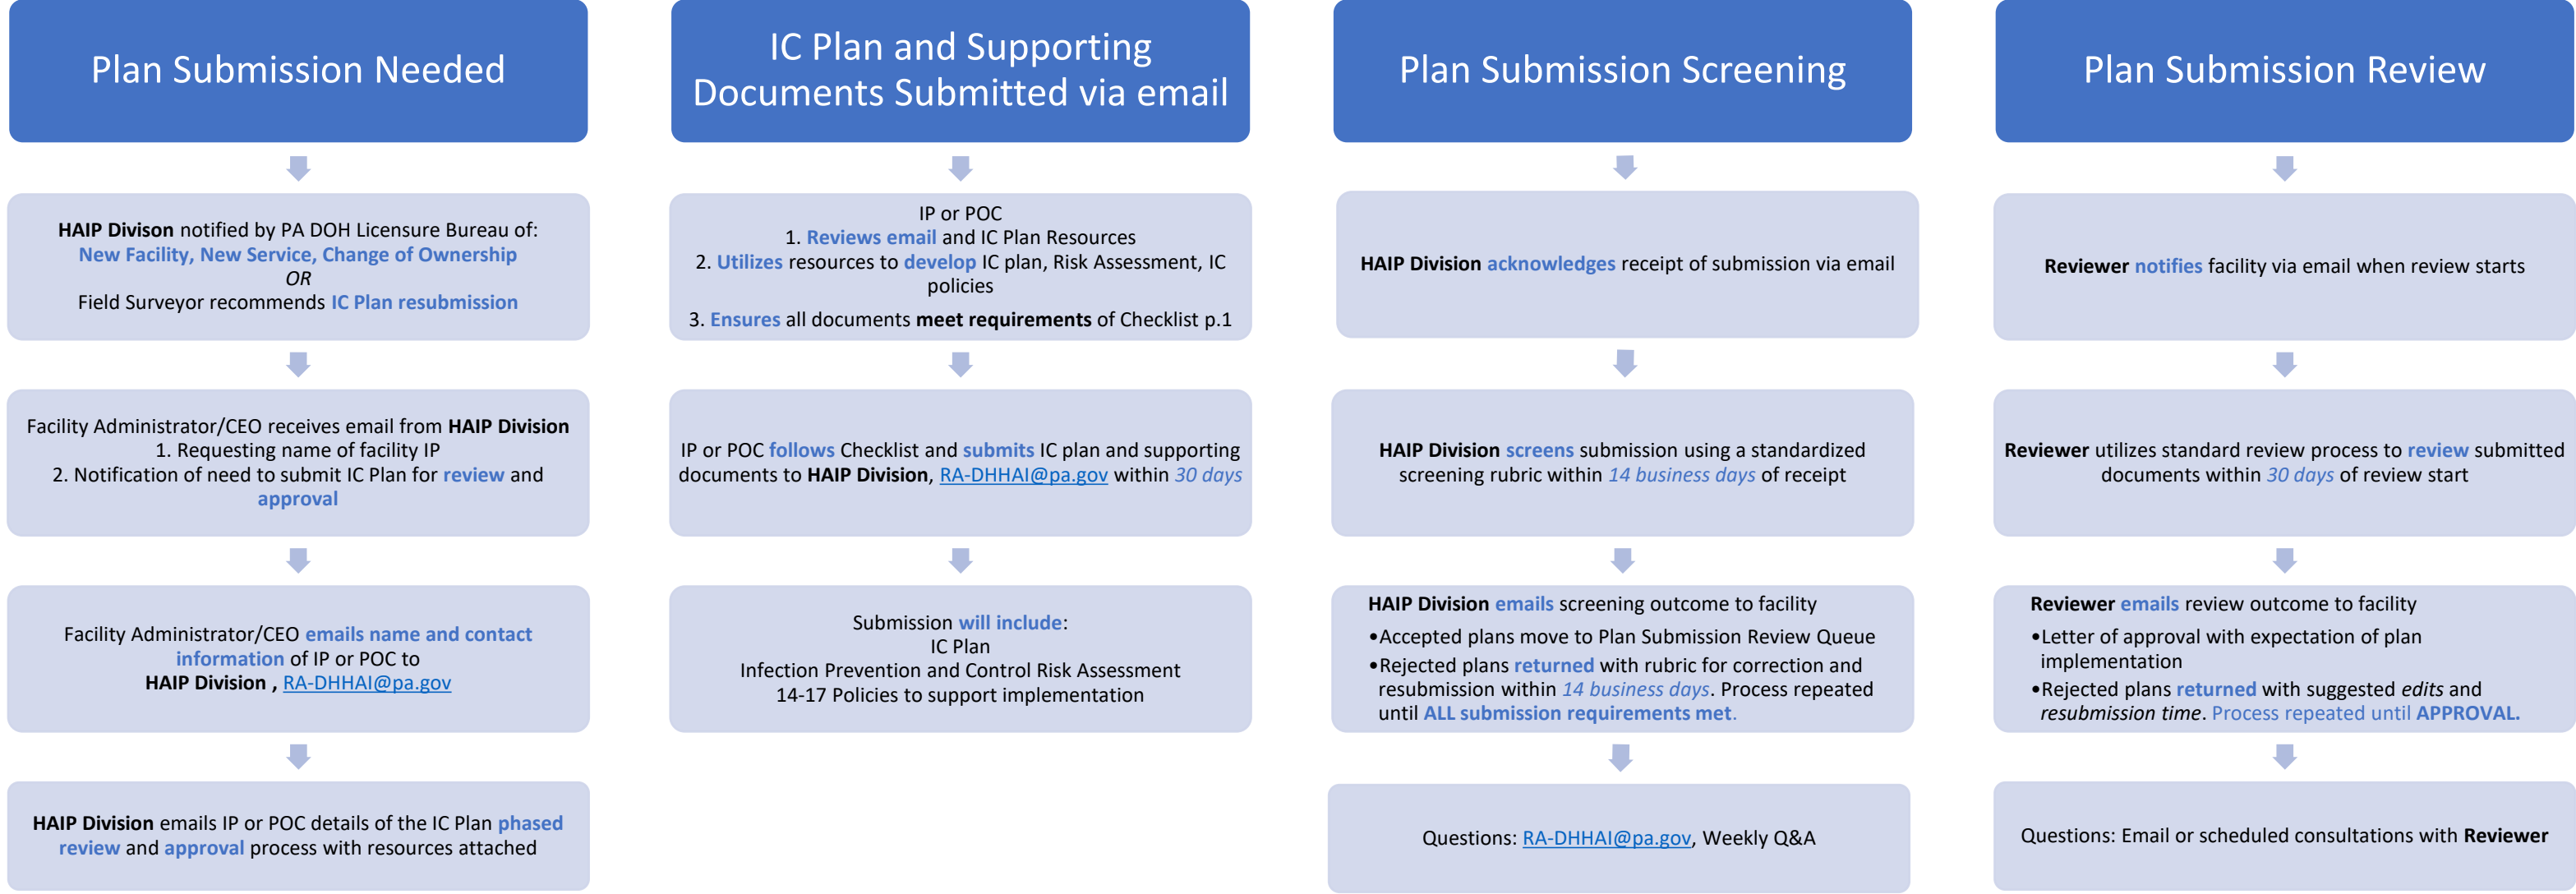 Plan Submission Needed
HAIP Divison notified by PA DOH Licensure Bureau of:
New Facility, New Service, Change of Ownership
OR
Field Surveyor recommends IC Plan resubmission
Facility Administrator/CEO receives email from HAIP Division
1. Requesting name of facility IP
2. Notification of need to submit IC Plan for review and
approval
Facility Administrator/CEO emails name and contact
information of IP or POC to
HAIP Division , RA-DHHAI@pa.gov
HAIP Division emails IP or POC details of the IC Plan phased
review and approval process with resources attached
IC Plan and Supporting
Documents Submitted via email
IP or POC
1. Reviews email and IC Plan Resources
2. Utilizes resources to develop IC plan, Risk Assessment, IC
policies
3. Ensures all documents meet requirements of Checklist p.1
IP or POC follows Checklist and submits IC plan and supporting
documents to HAIP Division, RA-DHHAI@pa.gov within 30 days
Submission will include:
IC Plan
Infection Prevention and Control Risk Assessment
14-17 Policies to support implementation
Plan Submission Screening
HAIP Division acknowledges receipt of submission via email
HAIP Division screens submission using a standardized
screening rubric within 14 business days of receipt
HAIP Division emails screening outcome to facility
•Accepted plans move to Plan Submission Review Queue
•Rejected plans returned with rubric for correction and
resubmission within 14 business days. Process repeated
until ALL submission requirements met.
Questions: RA-DHHAI@pa.gov, Weekly Q&A
Plan Submission Review
Reviewer notifies facility via email when review starts
Reviewer utilizes standard review process to review submitted
documents within 30 days of review start
Reviewer emails review outcome to facility
•Letter of approval with expectation of plan
implementation
•Rejected plans returned with suggested edits and
resubmission time. Process repeated until APPROVAL.
Questions: Email or scheduled consultations with Reviewer